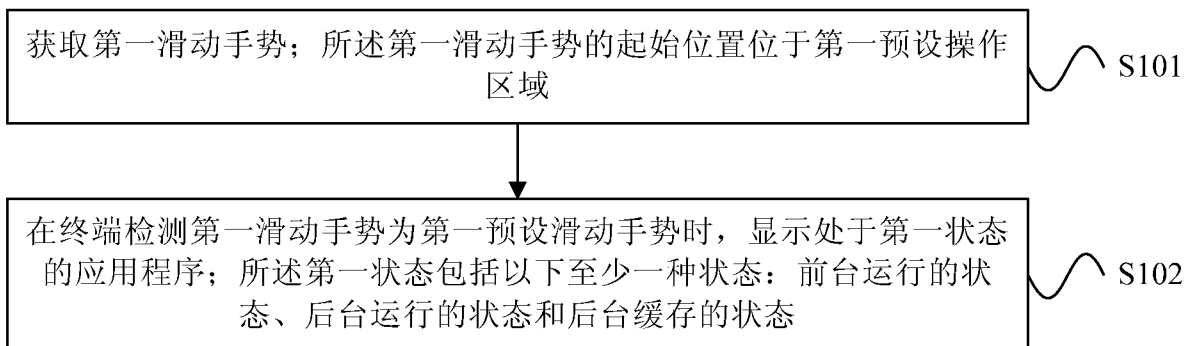 获取第一滑动手势；所述第一滑动手势的起始位置位于第一预设操作
区域
S101
在终端检测第一滑动手势为第一预设滑动手势时，显示处于第一状态
的应用程序；所述第一状态包括以下至少一种状态：前台运行的状
态、后台运行的状态和后台缓存的状态
S102